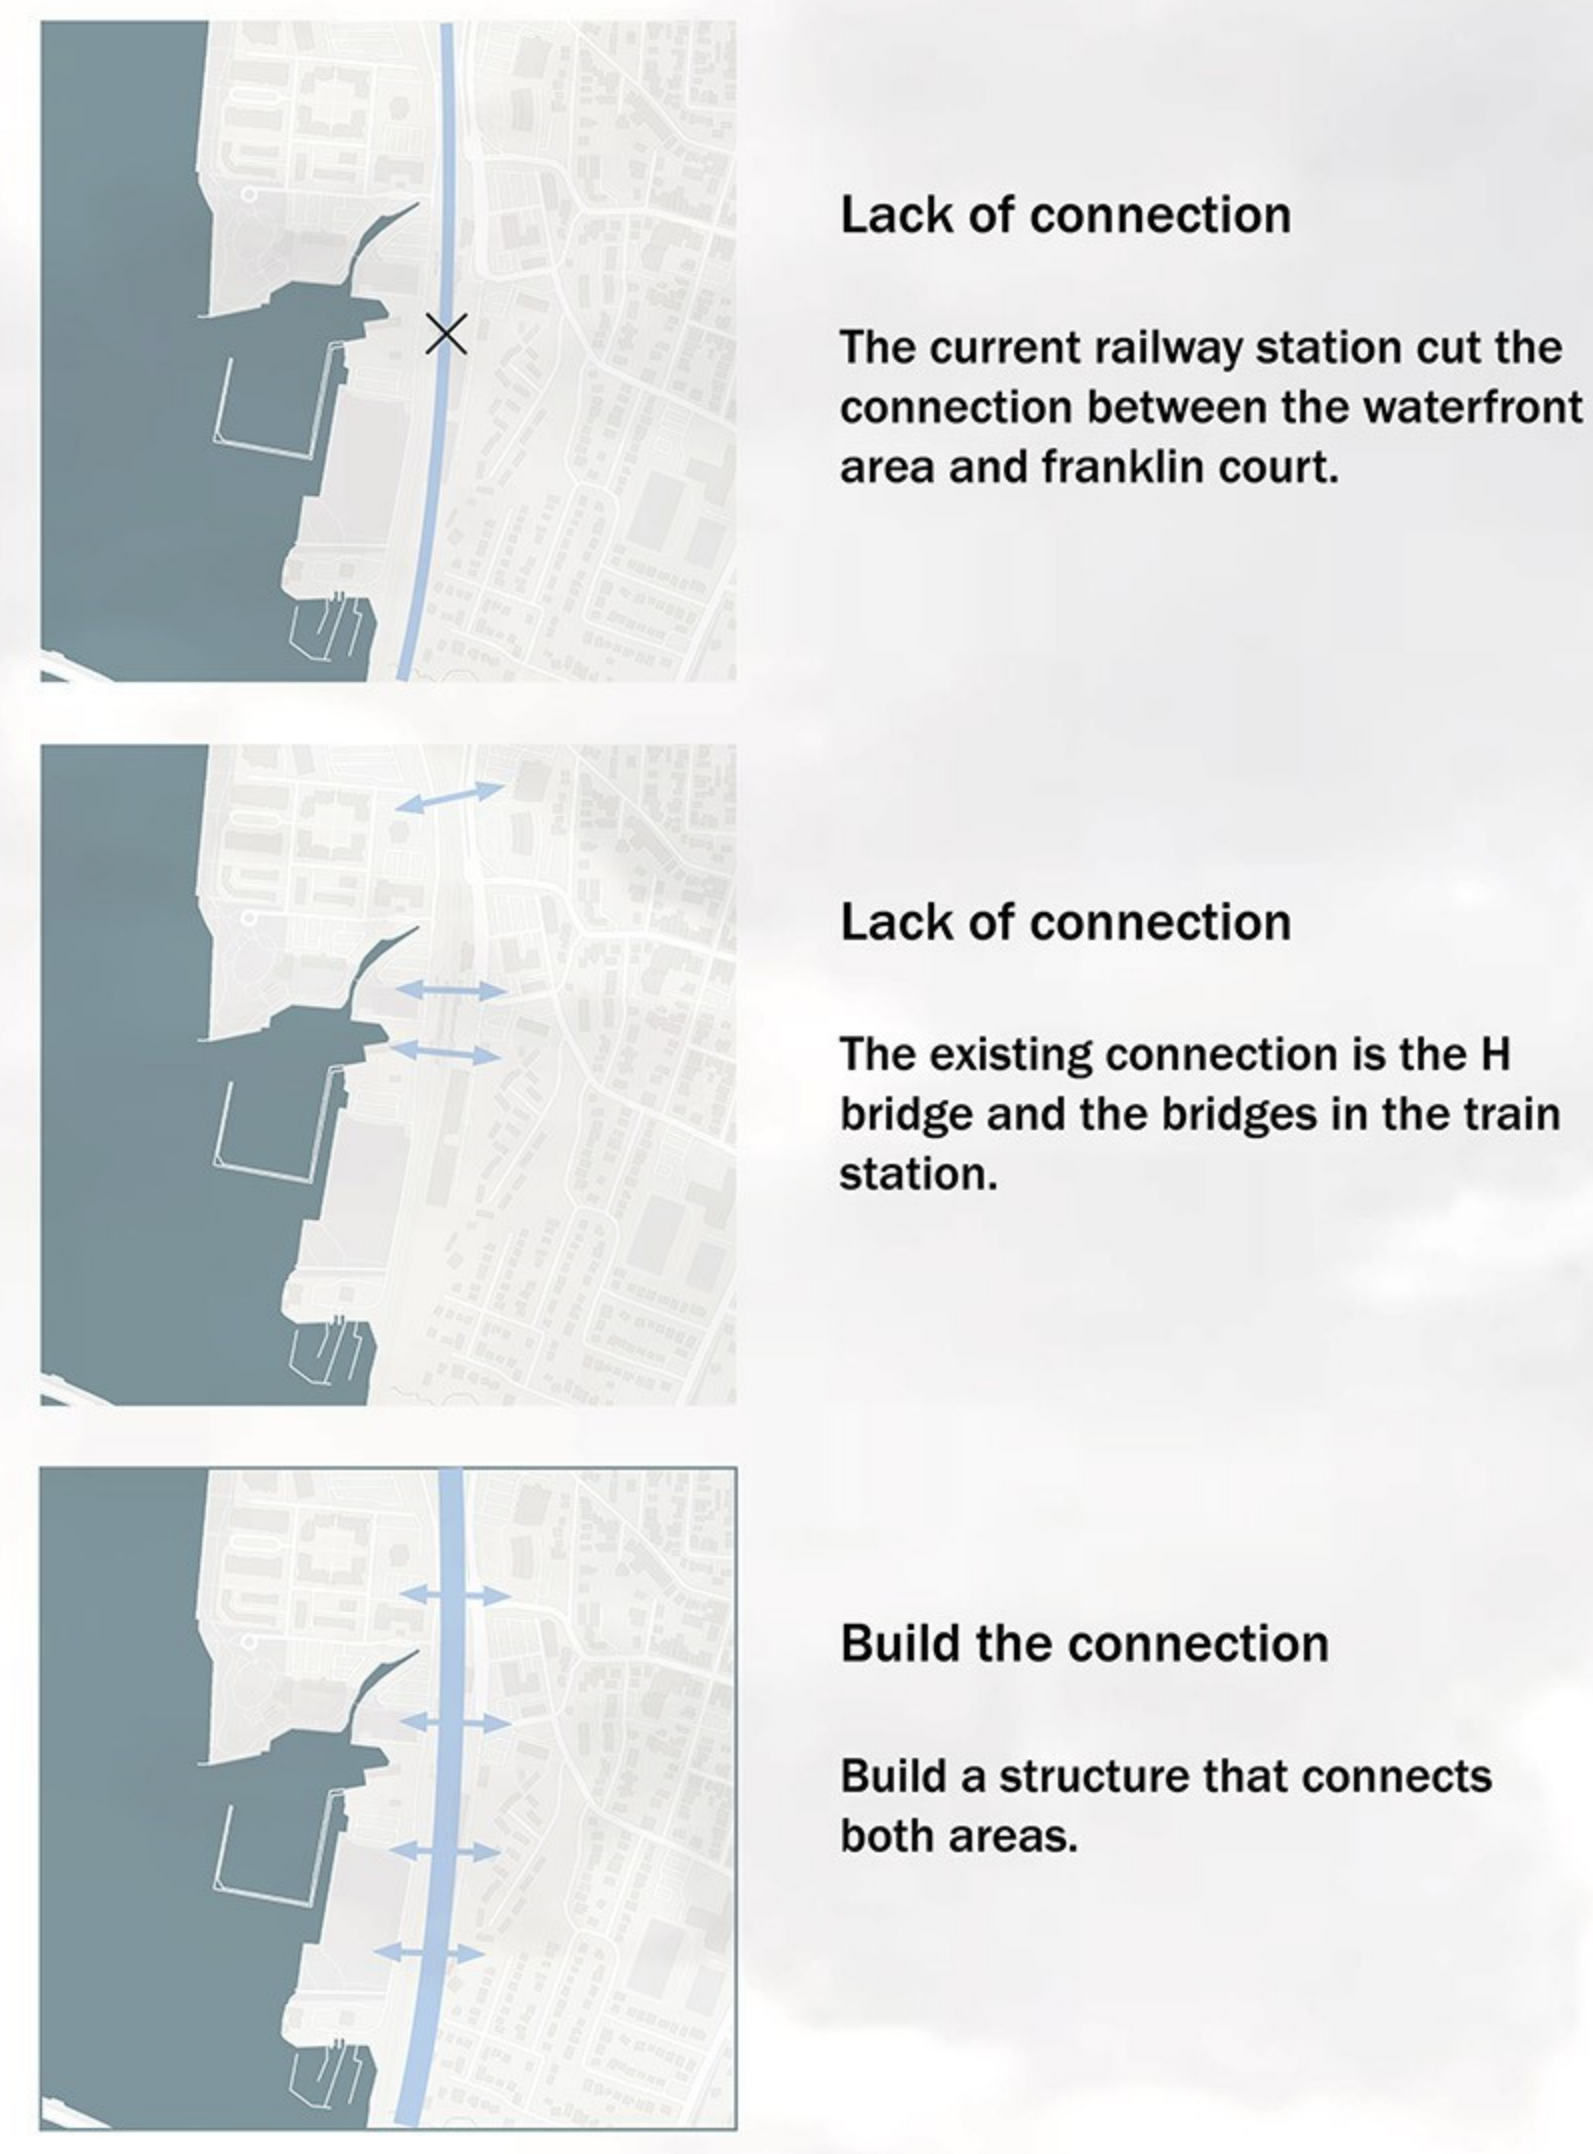 Lack of connection
The current railway station cut the
connection between the waterfront
area and franklin court.
Lack of connection
The existing connection is the H
bridge and the bridges in the train
station.
Build the connection
Build a structure that connects
both areas.